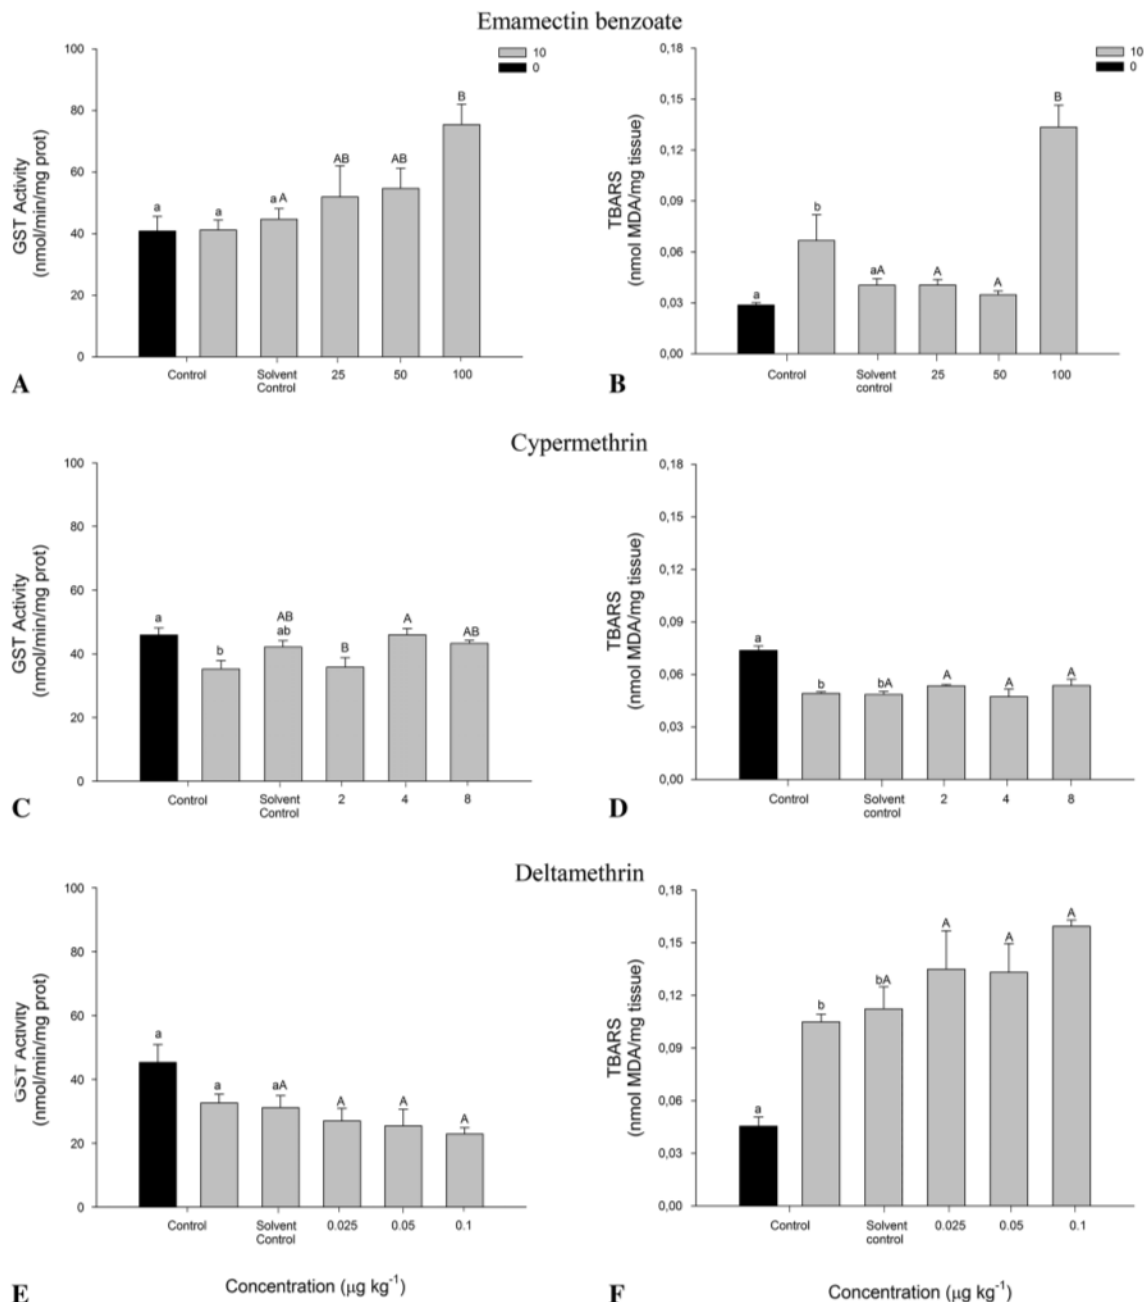 Emamectin benzoate
100
80
60
40
20
0
GST Activity
(nmol/min/mg prot)
10
0
a
a
a A
AB
AB
B
Control
Solvent
Control
25
50
100
A
0,18
0,15
0,12
0,09
0,06
0,03
0,00
TBARS
(nmol MDA/mg tissue)
10
0
a
b
aA
A
A
B
Control
Solvent
control
25
50
100
B
Cypermethrin
100
80
60
40
20
0
GST Activity
(nmol/min/mg prot)
a
b
AB
ab
B
A
AB
Control
Solvent
Control
2
4
8
C
0,18
0,15
0,12
0,09
0,06
0,03
0,00
TBARS
(nmol MDA/mg tissue)
a
b
bA
A
A
A
Control
Solvent
control
2
4
8
D
Deltamethrin
100
80
60
40
20
0
GST Activity
(nmol/min/mg prot)
a
a
aA
A
A
A
Control
Solvent
Control
0.025
0.05
0.1
E
Concentration (µg kg⁻¹)
0,18
0,15
0,12
0,09
0,06
0,03
0,00
TBARS
(nmol MDA/mg tissue)
a
b
bA
A
A
A
Control
Solvent
control
0.025
0.05
0.1
F
Concentration (µg kg⁻¹)